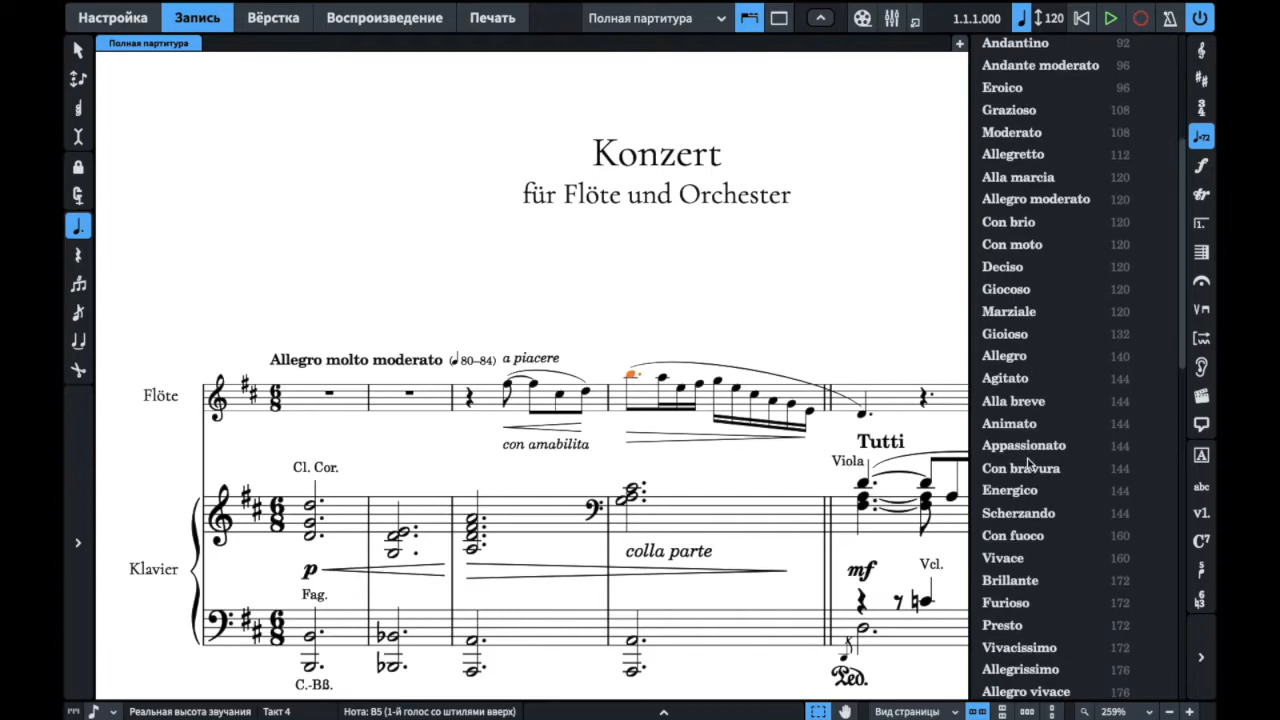 Настройка Запись Вёрстка Воспроизведение Печать Полная партитура 1.1.1.000 120
Полная партитура
Konzert
für Flöte und Orchester
Allegro molto moderato (♩80–84) a piacere
Flöte
con amabilita
Tutti
Cl. Cor.
Viola
colla parte
Klavier
p
mf
Vcl.
Fag.
C.-Bß.
Ped.
Andantino 92
Andante moderato 96
Eroico 96
Grazioso 108
Moderato 108
Allegretto 112
Alla marcia 120
Allegro moderato 120
Con brio 120
Con moto 120
Deciso 120
Giocoso 120
Marziale 120
Gioioso 132
Allegro 140
Agitato 144
Alla breve 144
Animato 144
Appassionato 144
Con bravura 144
Energico 144
Scherzando 144
Con fuoco 160
Vivace 160
Brillante 172
Furioso 172
Presto 172
Vivacissimo 172
Allegrissimo 176
Allegro vivace 176
Реальная высота звучания Такт 4 Нота: B5 (1-й голос со штилями вверх) Вид страницы 259%